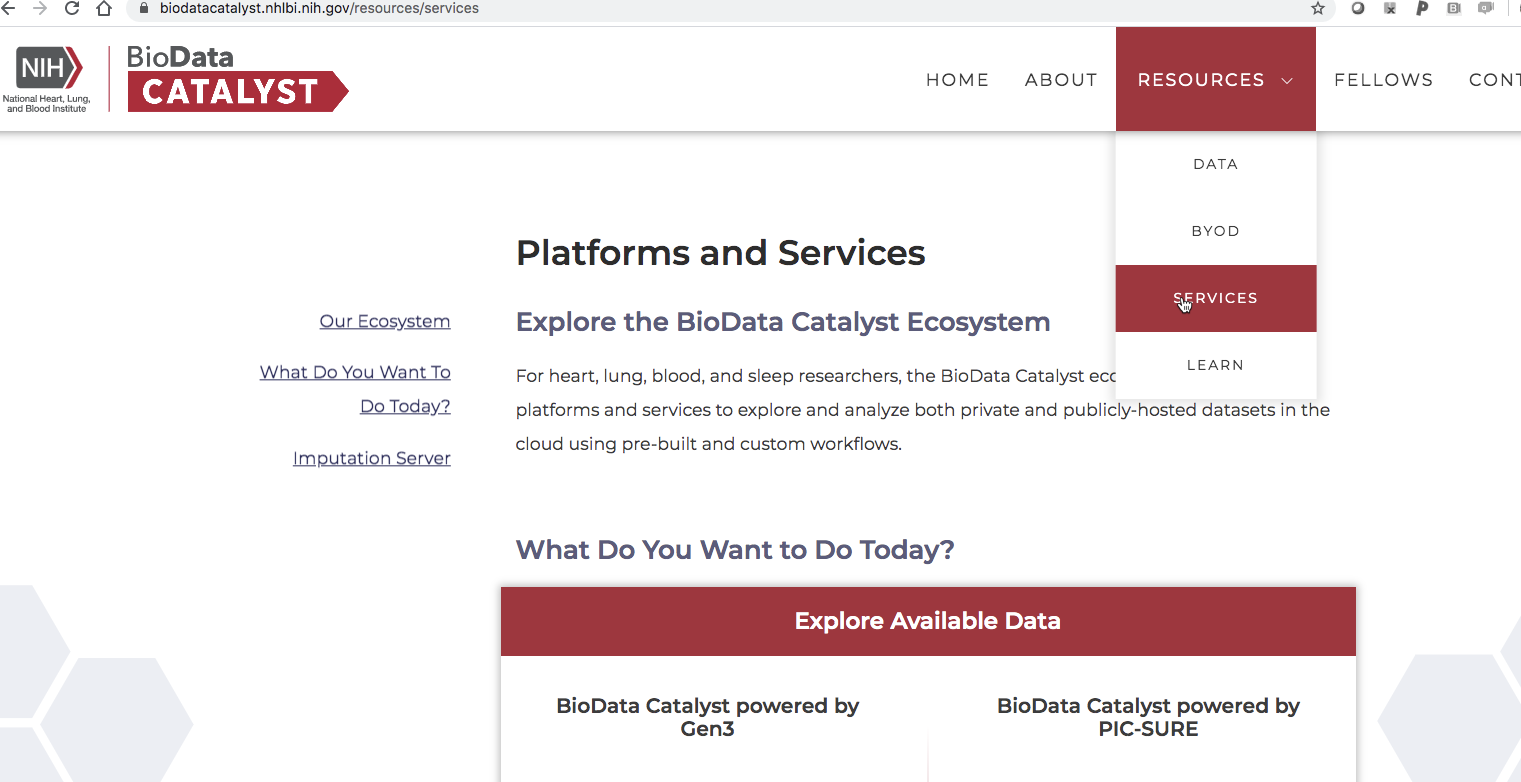 biodatacatalyst.nhlbi.nih.gov/resources/services
NIH
National Heart, Lung,
and Blood Institute
BioData
CATALYST
HOME
ABOUT
RESOURCES
FELLOWS
CONT
DATA
BYOD
SERVICES
LEARN
Our Ecosystem
What Do You Want To
Do Today?
Imputation Server
Platforms and Services
Explore the BioData Catalyst Ecosystem
For heart, lung, blood, and sleep researchers, the BioData Catalyst
platforms and services to explore and analyze both private and publicly-hosted datasets in the
cloud using pre-built and custom workflows.
What Do You Want to Do Today?
Explore Available Data
BioData Catalyst powered by
Gen3
BioData Catalyst powered by
PIC-SURE